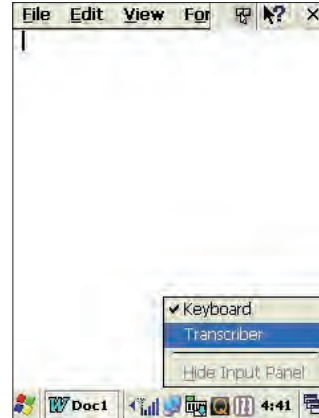 File Edit View For ? ×
✓ Keyboard
Transcriber
Hide Input Panel
Doc1 4:41